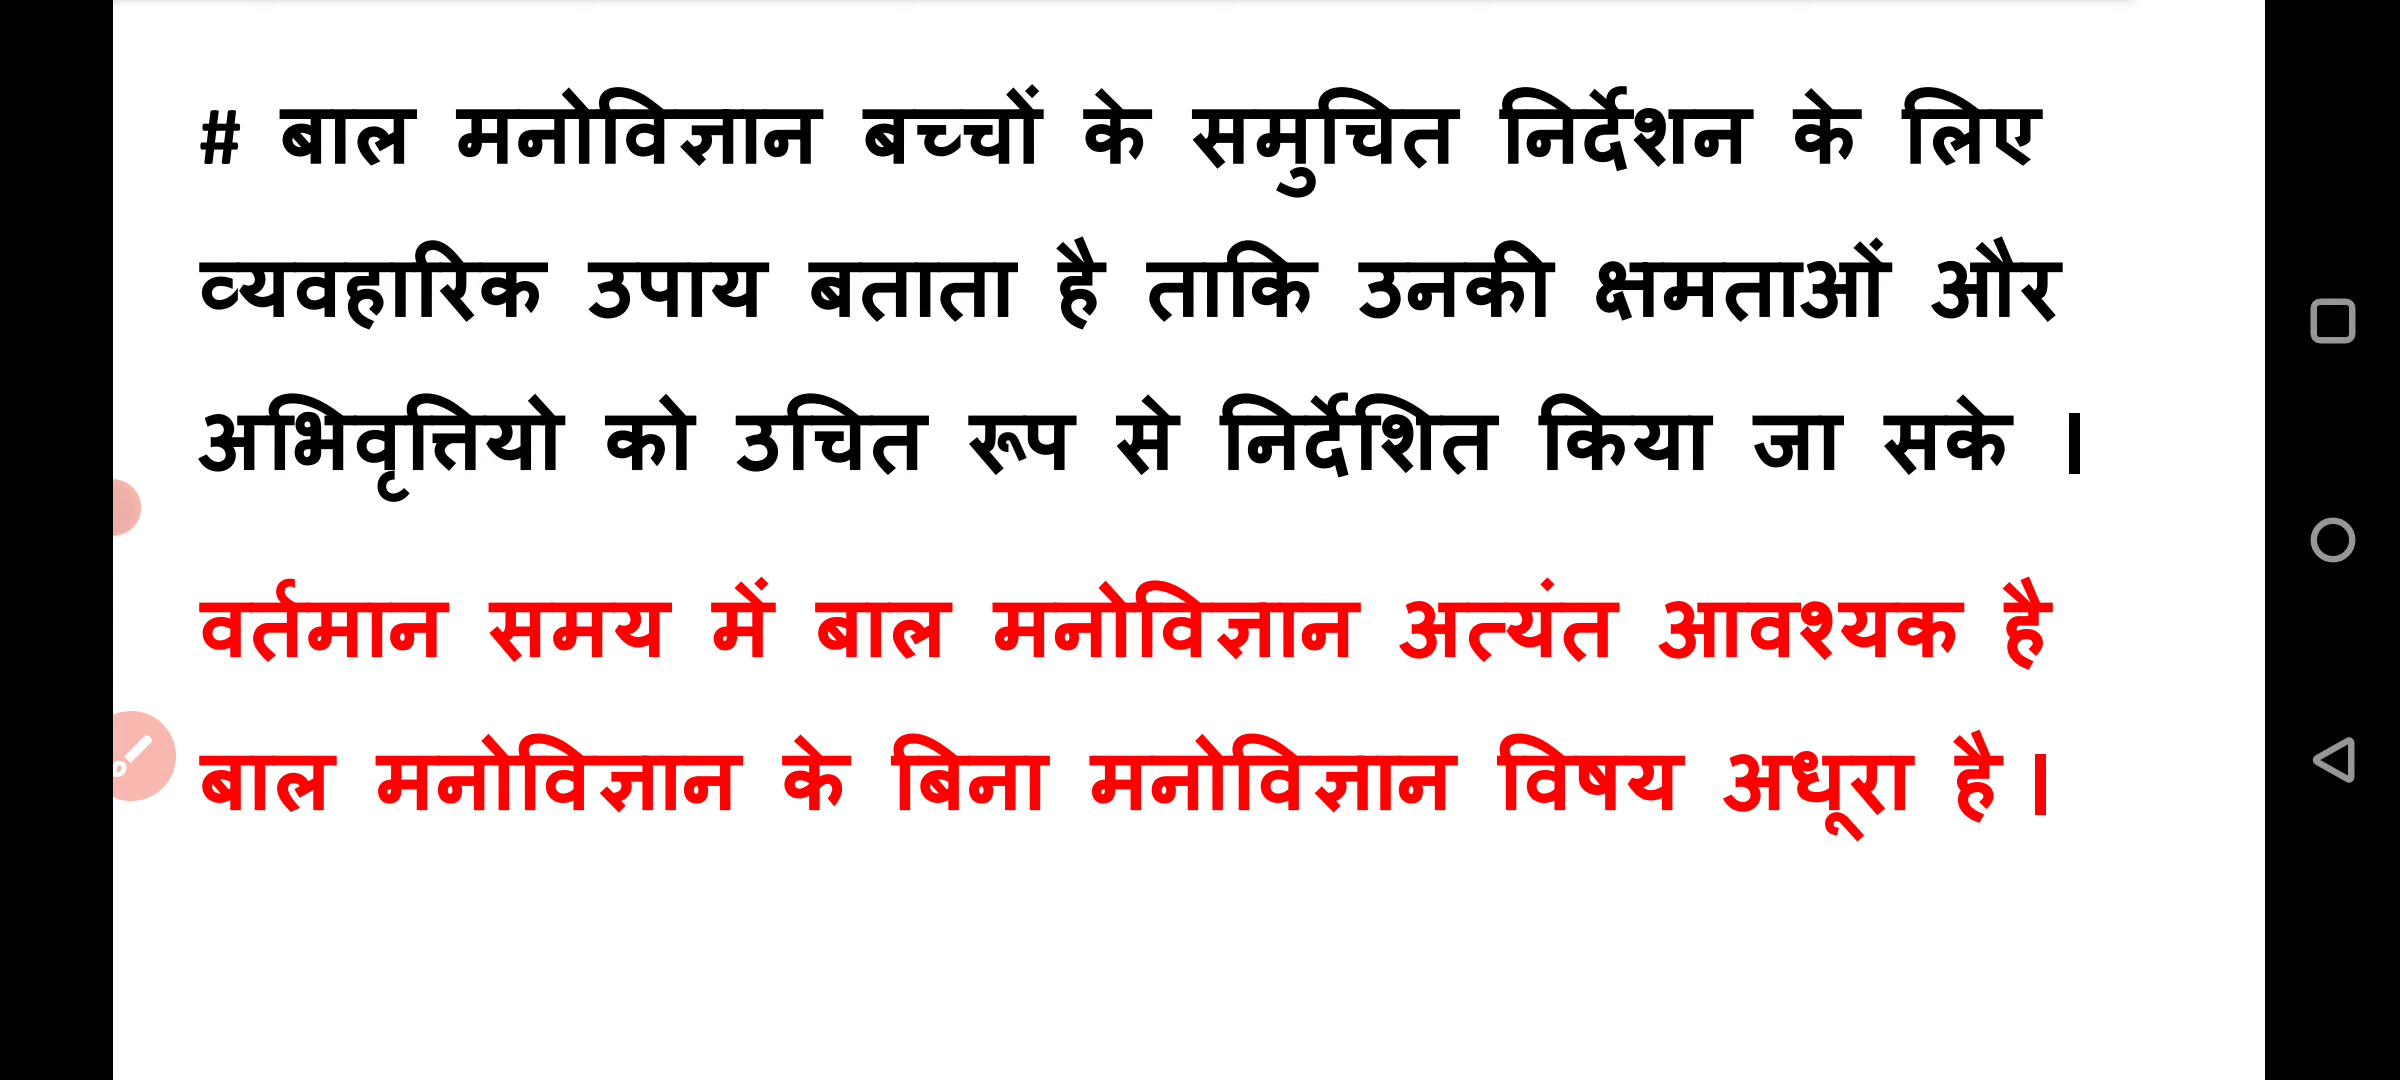 # बाल मनोविज्ञान बच्चों के समुचित निर्देशन के लिए
व्यवहारिक उपाय बताता है ताकि उनकी क्षमताओं और
अभिवृत्तियो को उचित रूप से निर्देशित किया जा सके ।
वर्तमान समय में बाल मनोविज्ञान अत्यंत आवश्यक है
बाल मनोविज्ञान के बिना मनोविज्ञान विषय अधूरा है ।